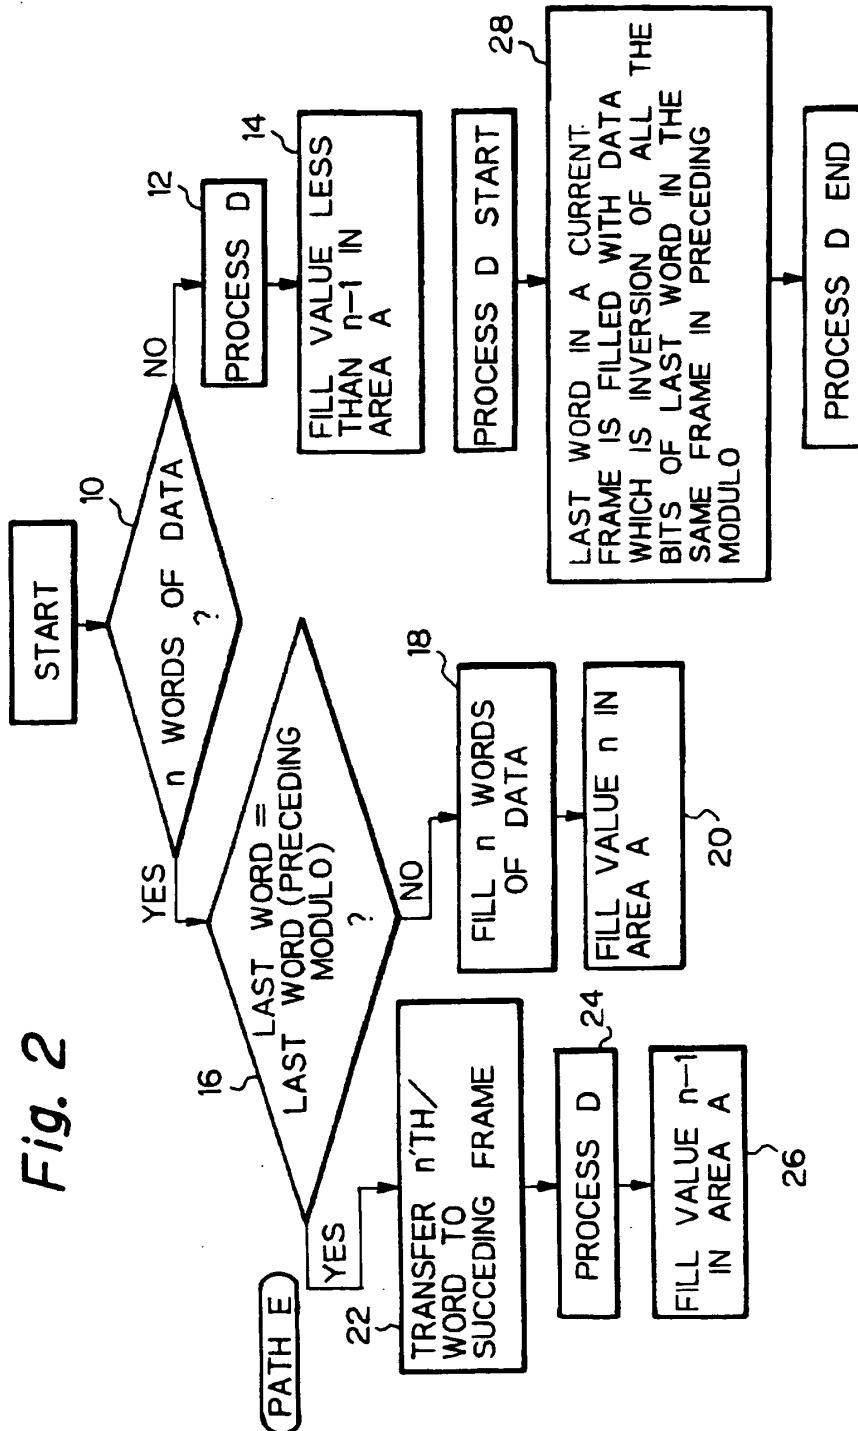 Fig. 2
START
10
n WORDS OF DATA
?
YES
NO
12
PROCESS D
14
FILL VALUE LESS
THAN n-1 IN
AREA A
16
LAST WORD =
LAST WORD (PRECEDING
MODULO)
?
NO
18
FILL n WORDS
OF DATA
FILL VALUE n IN
AREA A
20
PATH E
YES
22
TRANSFER n'TH/
WORD TO
SUCCEDING FRAME
24
PROCESS D
FILL VALUE n-1
IN AREA A
26
PROCESS D START
28
LAST WORD IN A CURRENT
FRAME IS FILLED WITH DATA
WHICH IS INVERSION OF ALL THE
BITS OF LAST WORD IN THE
SAME FRAME IN PRECEDING
MODULO
PROCESS D END